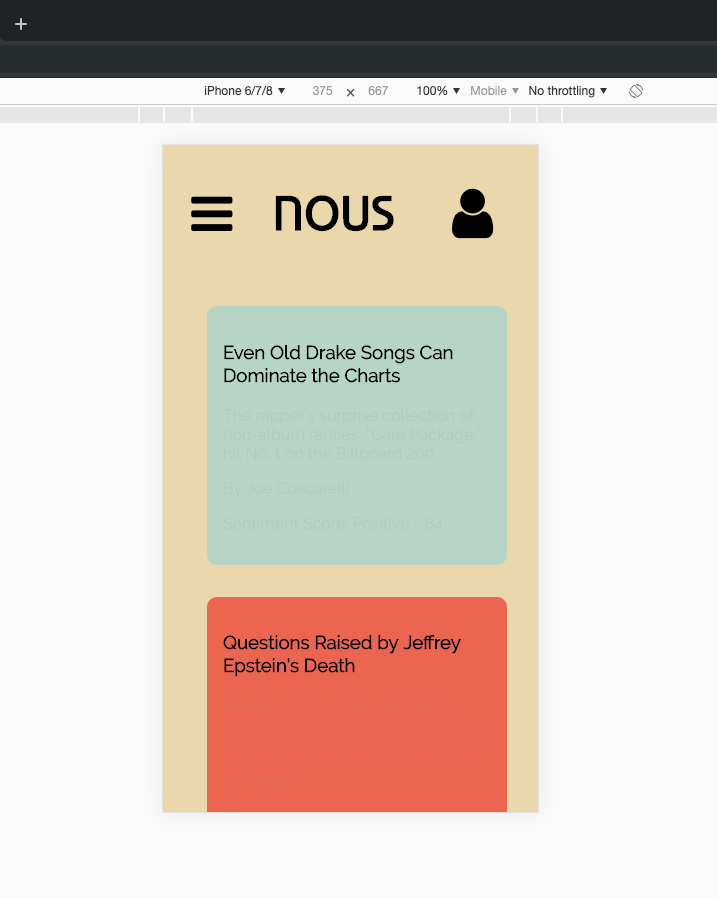 +
iPhone 6/7/8 ▼ 375 × 667 100% ▼ Mobile ▼ No throttling ▼
nous
Even Old Drake Songs Can
Dominate the Charts
The rapper's surprise collection of
non-album rarities, “Care Package,”
hit No. 1 on the Billboard 200.
By Joe Coscarelli
Sentiment Score: Positive - 84
Questions Raised by Jeffrey
Epstein’s Death